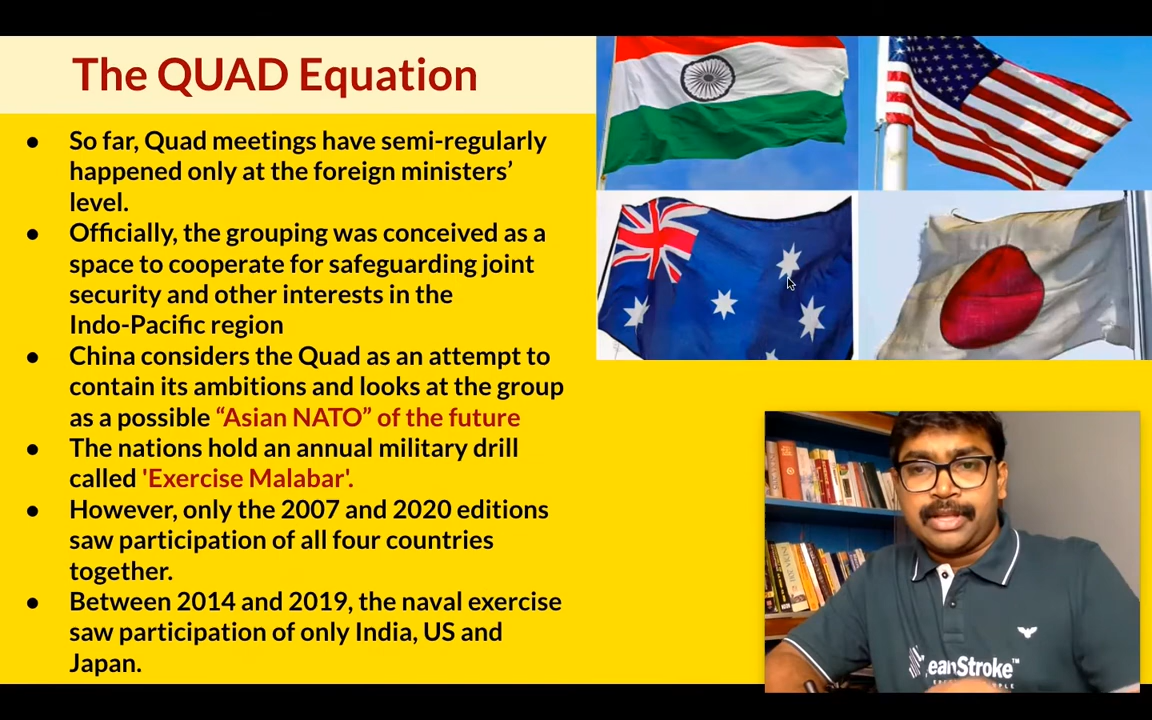 The QUAD Equation
● So far, Quad meetings have semi-regularly
happened only at the foreign ministers’
level.
● Officially, the grouping was conceived as a
space to cooperate for safeguarding joint
security and other interests in the
Indo-Pacific region
● China considers the Quad as an attempt to
contain its ambitions and looks at the group
as a possible “Asian NATO” of the future
● The nations hold an annual military drill
called 'Exercise Malabar'.
● However, only the 2007 and 2020 editions
saw participation of all four countries
together.
● Between 2014 and 2019, the naval exercise
saw participation of only India, US and
Japan.
eanStroke™